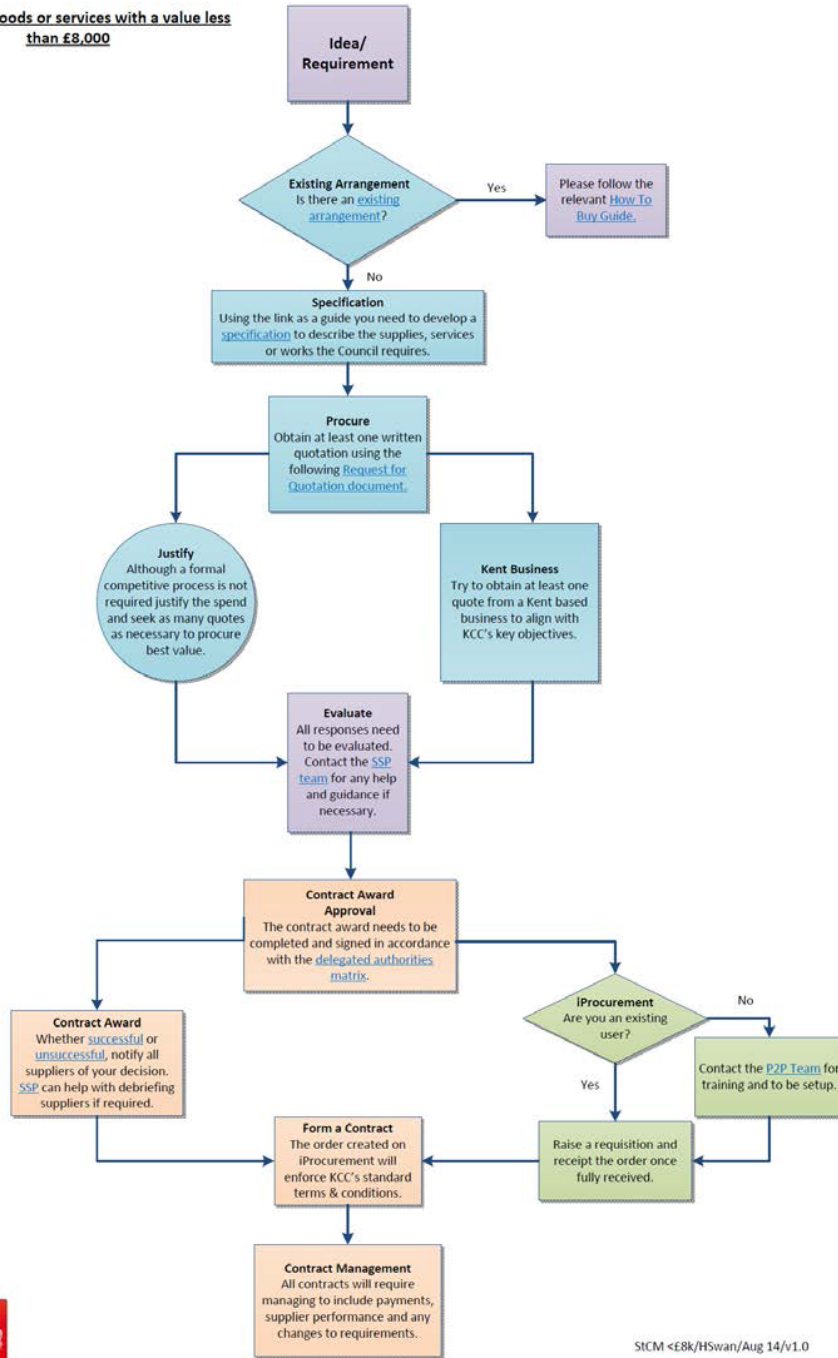 oods or services with a value less
than £8,000
Idea/
Requirement
Existing Arrangement
Is there an existing
arrangement?
Yes
Please follow the
relevant How To
Buy Guide.
No
Specification
Using the link as a guide you need to develop a
specification to describe the supplies, services
or works the Council requires.
Procure
Obtain at least one written
quotation using the
following Request for
Quotation document.
Justify
Although a formal
competitive process is not
required justify the spend
and seek as many quotes
as necessary to procure
best value.
Kent Business
Try to obtain at least one
quote from a Kent based
business to align with
KCC's key objectives.
Evaluate
All responses need
to be evaluated.
Contact the SSP
team for any help
and guidance if
necessary.
Contract Award
Approval
The contract award needs to be
completed and signed in accordance
with the delegated authorities
matrix.
iProcurement
Are you an existing
user?
No
Contract Award
Whether successful or
unsuccessful, notify all
suppliers of your decision.
SSP can help with debriefing
suppliers if required.
Contact the P2P Team for
training and to be setup.
Yes
Form a Contract
The order created on
iProcurement will
enforce KCC's standard
terms & conditions.
Raise a requisition and
receipt the order once
fully received.
Contract Management
All contracts will require
managing to include payments,
supplier performance and any
changes to requirements.
StCM <£8k/HSwan/Aug 14/v1.0